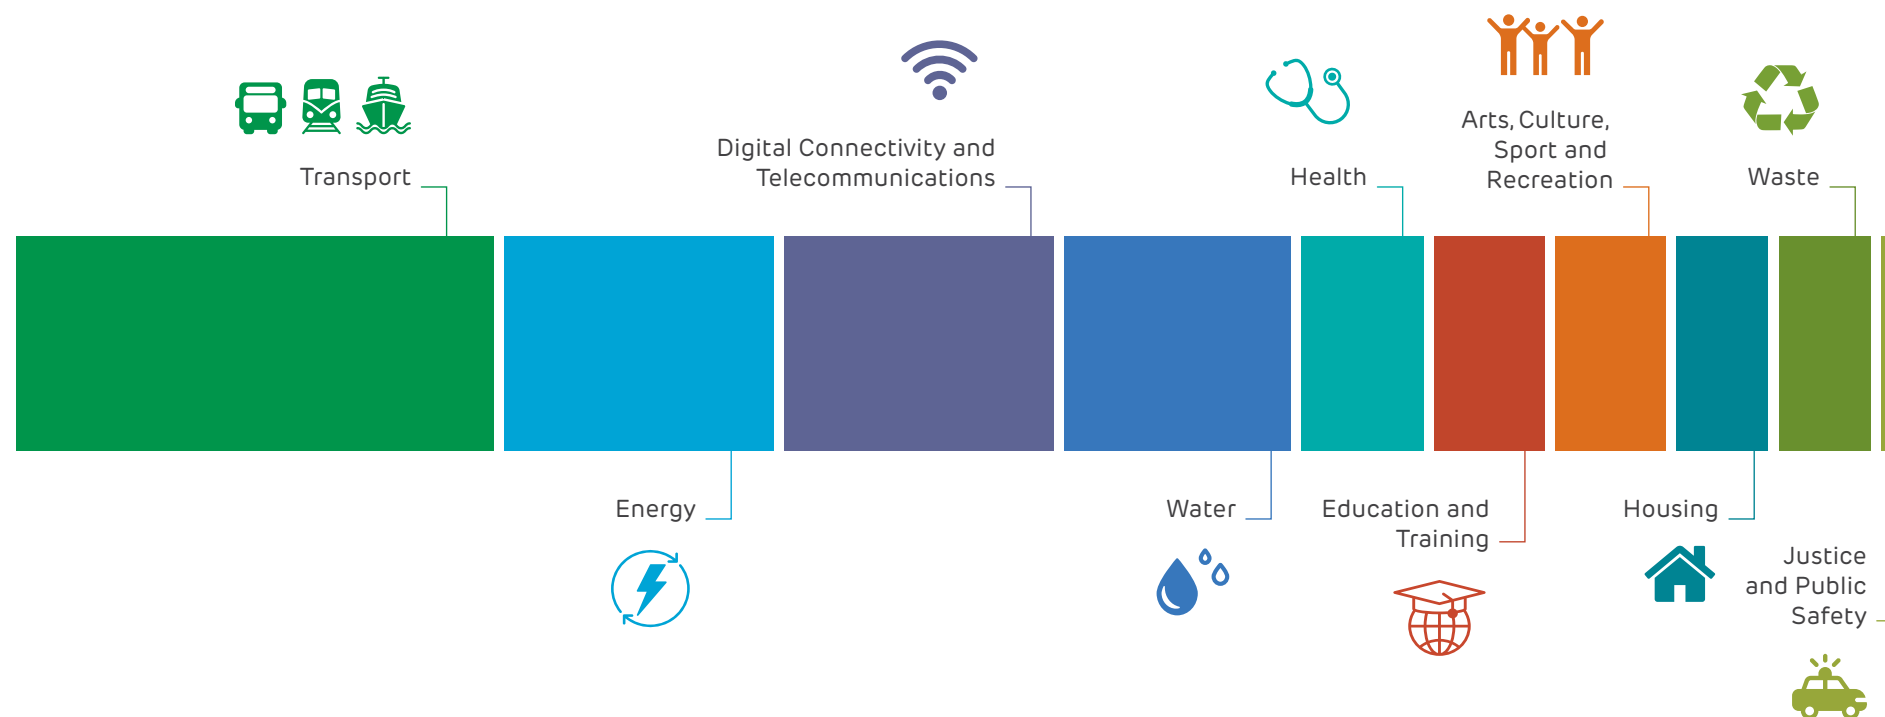 Transport
Digital Connectivity and
Telecommunications
Health
Arts, Culture,
Sport and
Recreation
Waste
Energy
Water
Education and
Training
Housing
Justice
and Public
Safety